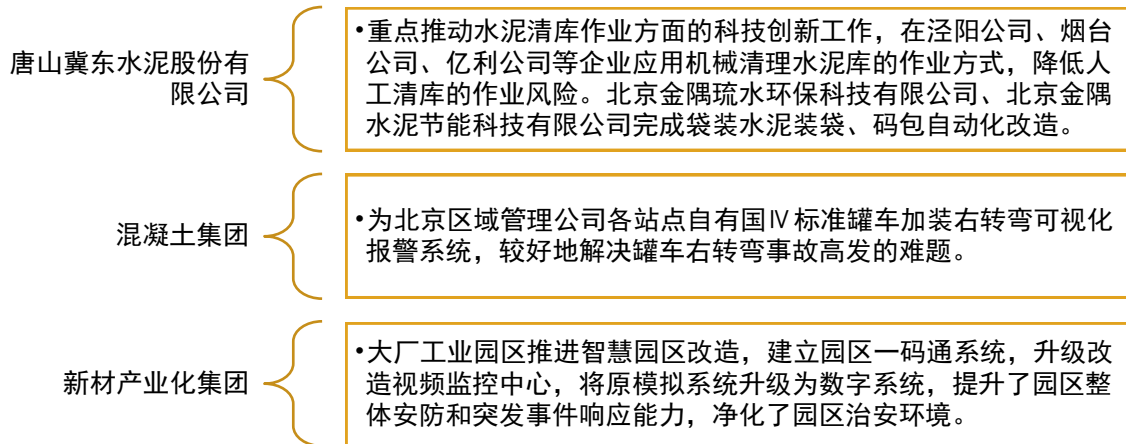 唐山冀东水泥股份有
限公司
•重点推动水泥清库作业方面的科技创新工作，在泾阳公司、烟台
公司、亿利公司等企业应用机械清理水泥库的作业方式，降低人
工清库的作业风险。北京金隅琉水环保科技有限公司、北京金隅
水泥节能科技有限公司完成袋装水泥装袋、码包自动化改造。
混凝土集团
•为北京区域管理公司各站点自有国Ⅳ标准罐车加装右转弯可视化
报警系统，较好地解决罐车右转弯事故高发的难题。
新材产业化集团
•大厂工业园区推进智慧园区改造，建立园区一码通系统，升级改
造视频监控中心，将原模拟系统升级为数字系统，提升了园区整
体安防和突发事件响应能力，净化了园区治安环境。